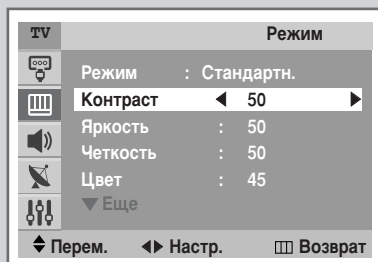 TV Режим
Режим : Стандартн.
Контраст ◀ 50 ▶
Яркость : 50
Четкость : 50
Цвет : 45
▼ Еще
Перем. Настр. Возврат